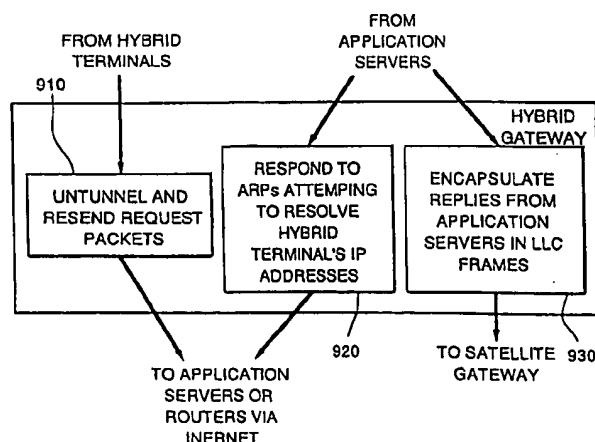 FROM HYBRID
TERMINALS
FROM
APPLICATION
SERVERS
910
HYBRID
GATEWAY
UNTUNNEL AND
RESEND REQUEST
PACKETS
RESPOND TO
ARPs ATTEMPING
TO RESOLVE
HYBRID
TERMINAL'S IP
ADDRESSES
ENCAPSULATE
REPLIES FROM
APPLICATION
SERVERS IN LLC
FRAMES
920
930
TO APPLICATION
SERVERS OR
ROUTERS VIA
INERNET
TO SATELLITE
GATEWAY